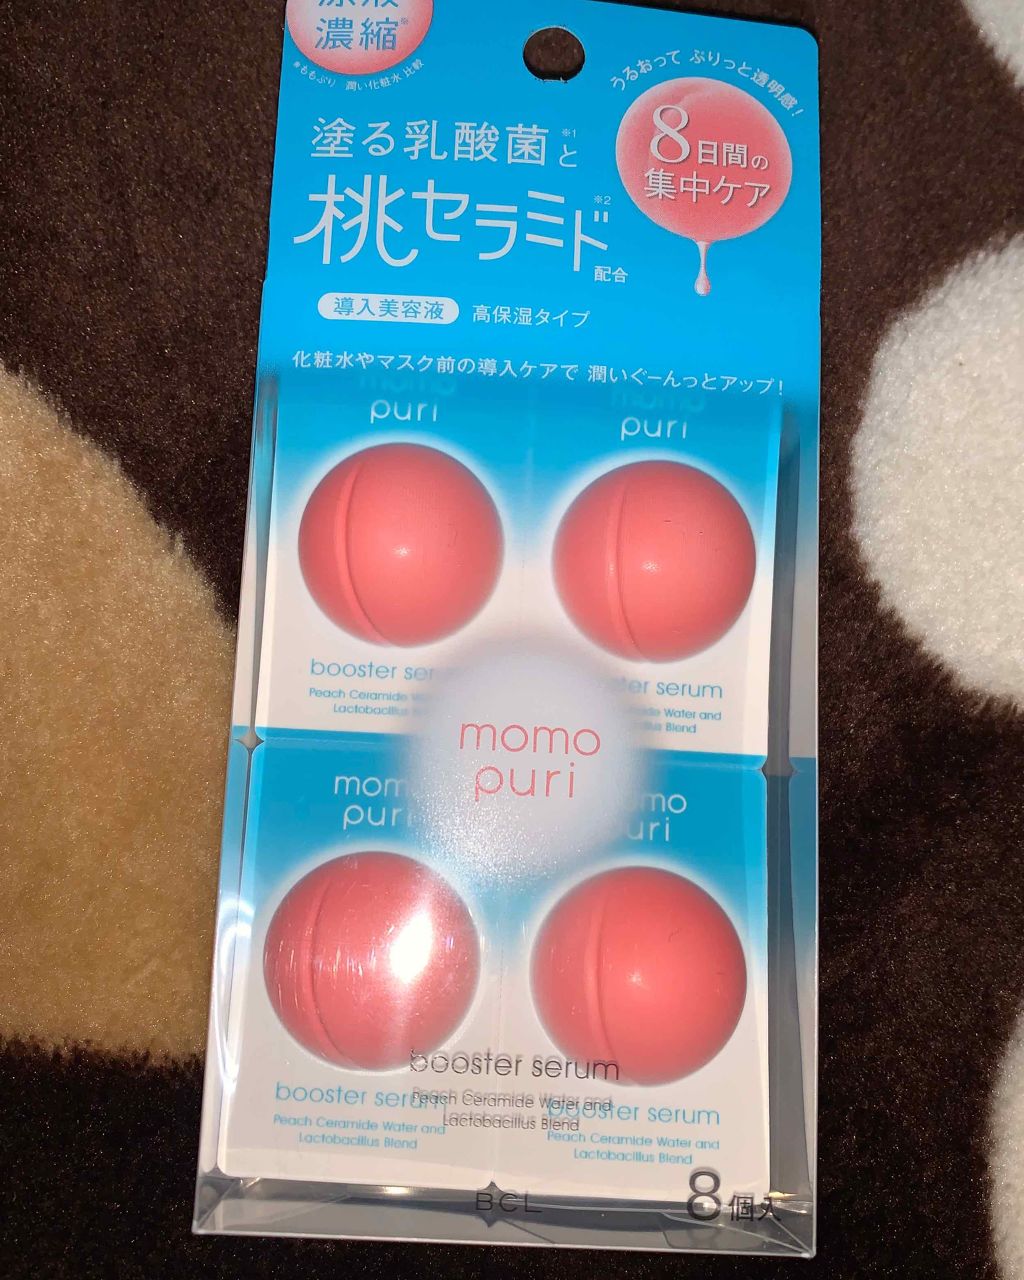 濃縮※
※ももぷり 潤い化粧水 比較
うるおって ぷりっと透明感!
8日間の
集中ケア
塗る乳酸菌※1と
桃セラミド※2
配合
導入美容液 高保湿タイプ
化粧水やマスク前の導入ケアで 潤いぐーんっとアップ!
momo
puri
momo
puri
booster ser
Peach Ceramide
Lactobacillus
ter serum
de Water and
Blend
momo
puri
mom
puri
mo
uri
booster serum
Peach Ceramide Water and
Lactobacillus Blend
booster serum
Peach Ceramide Water and
Lactobacillus Blend
booster serum
Peach Ceramide Water and
Lactobacillus Blend
BCL
8個入